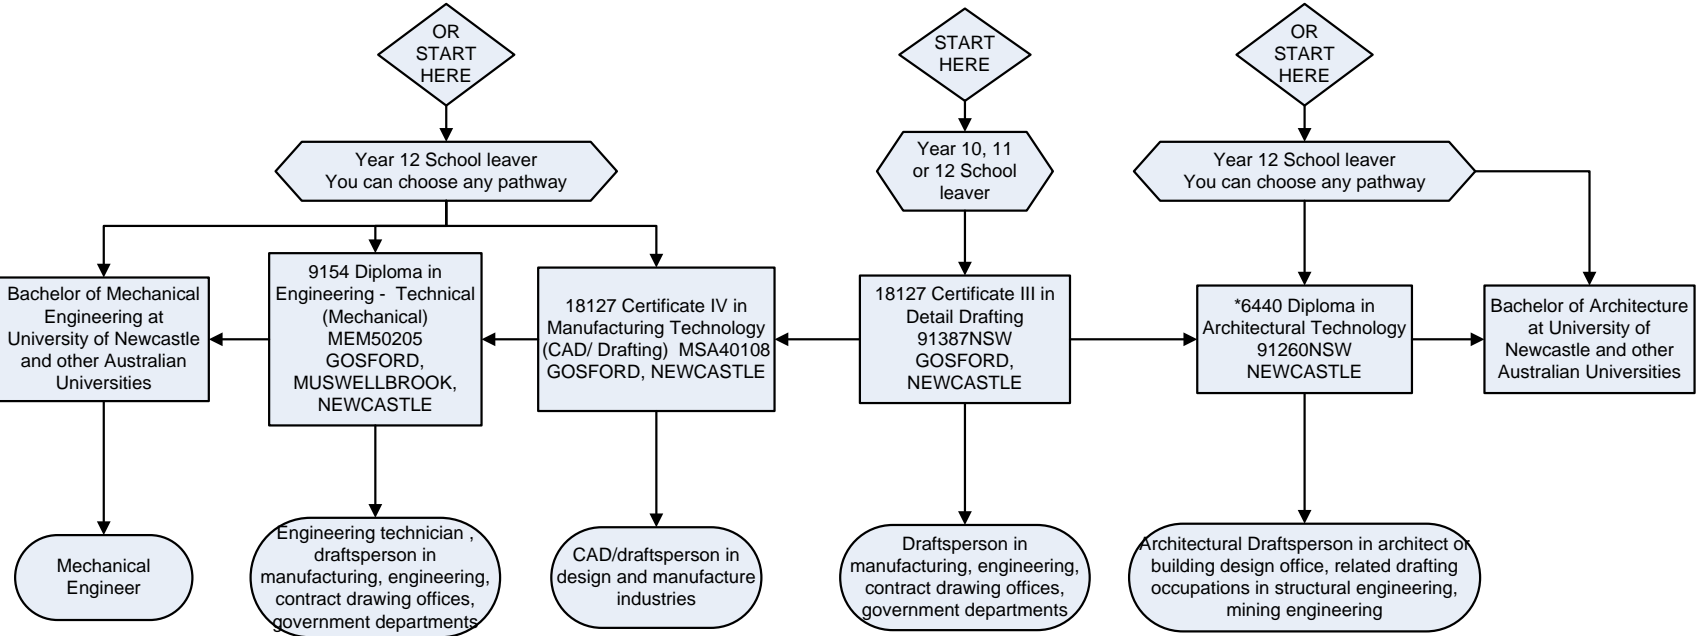 OR
START
HERE
START
HERE
OR
START
HERE
Year 12 School leaver
You can choose any pathway
Year 10, 11
or 12 School
leaver
Year 12 School leaver
You can choose any pathway
Bachelor of Mechanical
Engineering at
University of Newcastle
and other Australian
Universities
9154 Diploma in
Engineering - Technical
(Mechanical)
MEM50205
GOSFORD,
MUSWELLBROOK,
NEWCASTLE
18127 Certificate IV in
Manufacturing Technology
(CAD/ Drafting) MSA40108
GOSFORD, NEWCASTLE
18127 Certificate III in
Detail Drafting
91387NSW
GOSFORD,
NEWCASTLE
*6440 Diploma in
Architectural Technology
91260NSW
NEWCASTLE
Bachelor of Architecture
at University of
Newcastle and other
Australian Universities
Mechanical
Engineer
Engineering technician ,
draftsperson in
manufacturing, engineering,
contract drawing offices,
government departments
CAD/draftsperson in
design and manufacture
industries
Draftsperson in
manufacturing, engineering,
contract drawing offices,
government departments
Architectural Draftsperson in architect or
building design office, related drafting
occupations in structural engineering,
mining engineering